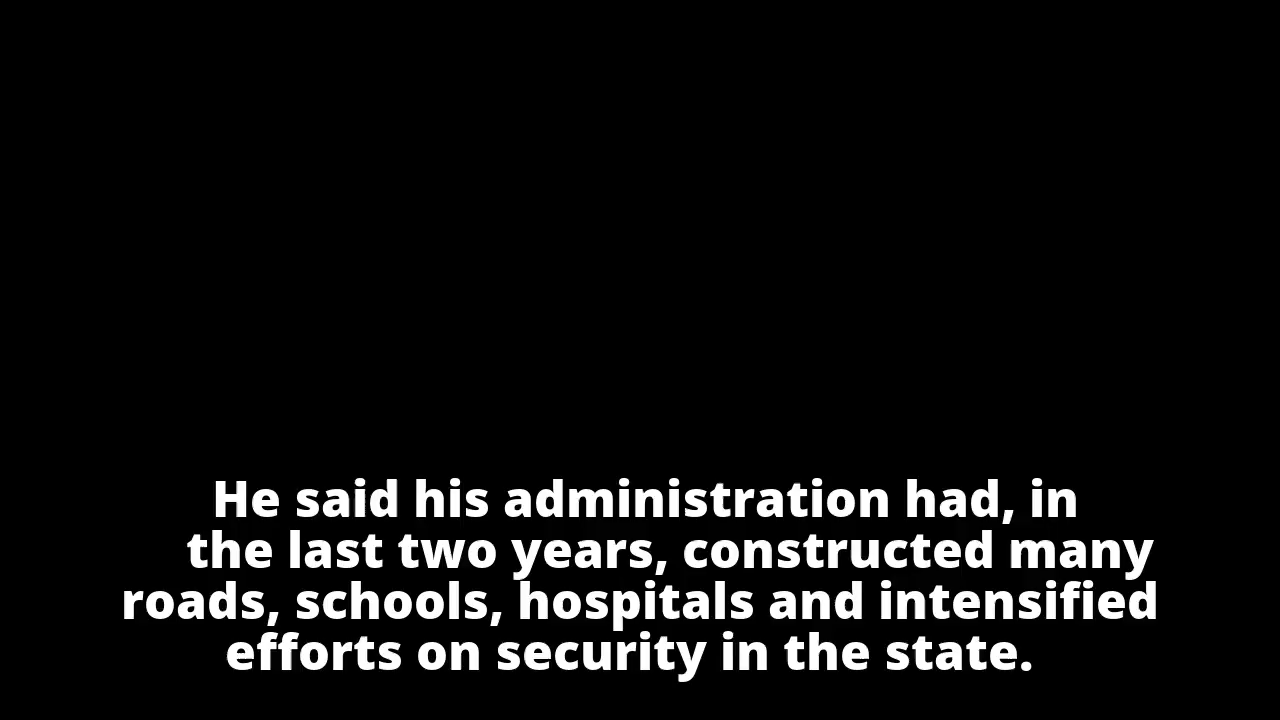 He said his administration had, in
the last two years, constructed many
roads, schools, hospitals and intensified
efforts on security in the state.